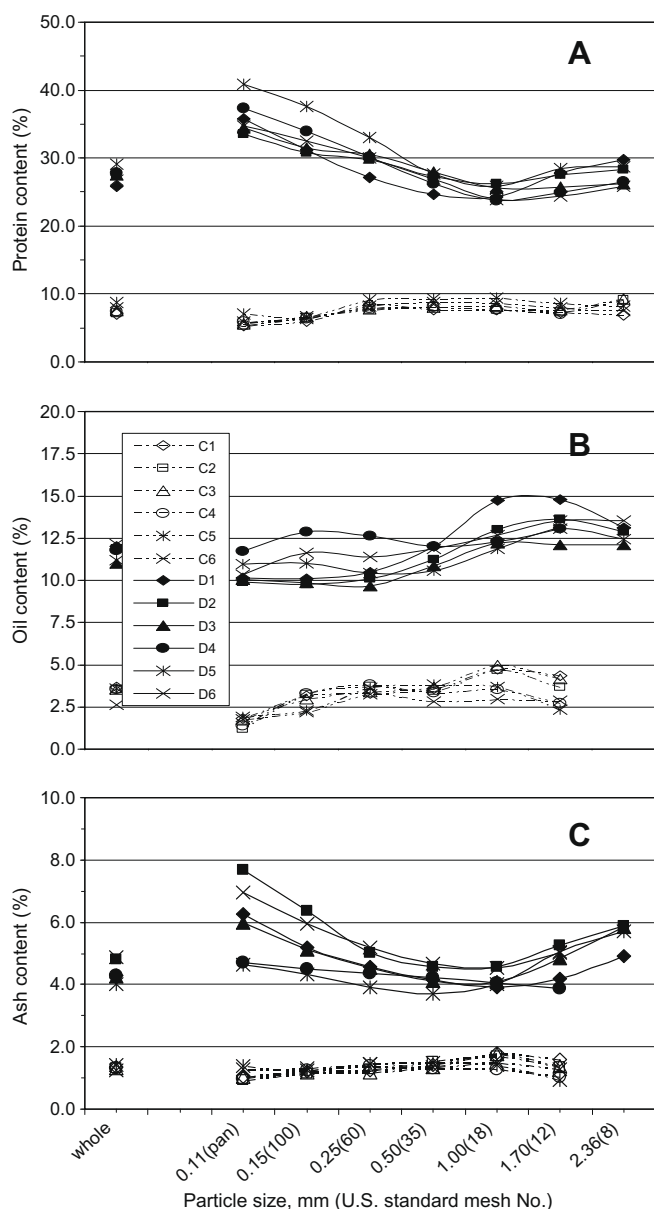 50.0
A
40.0
30.0
20.0
10.0
0.0
Protein content (%)
20.0
B
17.5
15.0
12.5
10.0
7.5
5.0
2.5
0.0
Oil content (%)
C1
C2
C3
C4
C5
C6
D1
D2
D3
D4
D5
D6
10.0
C
8.0
6.0
4.0
2.0
0.0
Ash content (%)
whole
0.11(pan)
0.15(100)
0.25(60)
0.50(35)
1.00(18)
1.70(12)
2.36(8)
Particle size, mm (U.S. standard mesh No.)